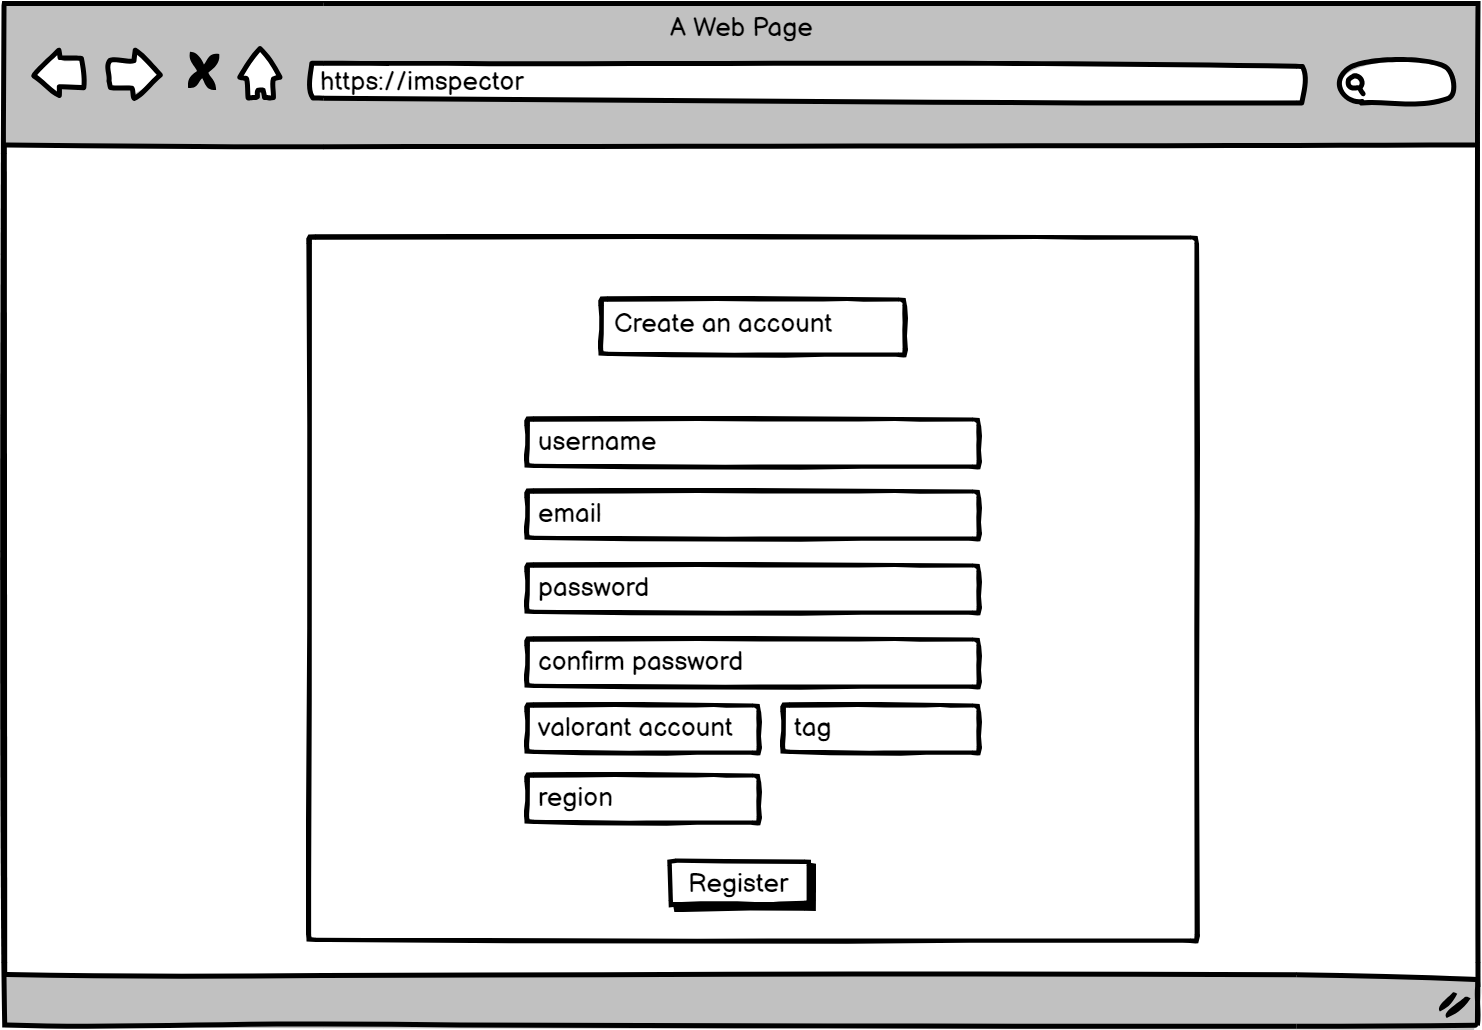 A Web Page
https://imspector
Create an account
username
email
password
confirm password
valorant account
tag
region
Register